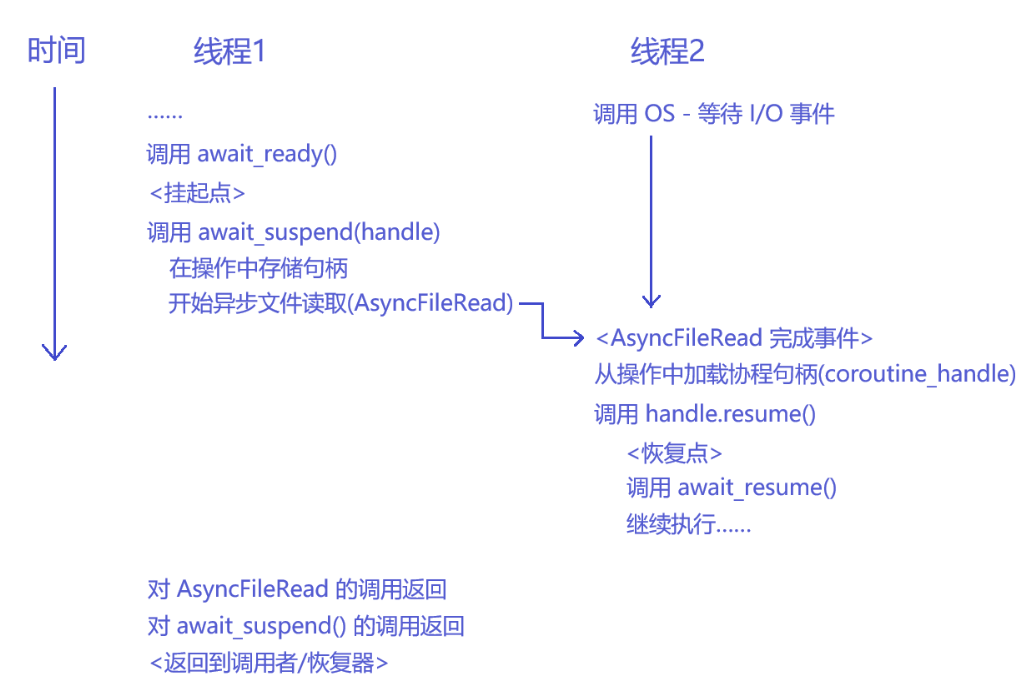 时间
线程1
线程2
……
调用 await_ready()
<挂起点>
调用 await_suspend(handle)
在操作中存储句柄
开始异步文件读取(AsyncFileRead)
调用 OS - 等待 I/O 事件
<AsyncFileRead 完成事件>
从操作中加载协程句柄(coroutine_handle)
调用 handle.resume()
<恢复点>
调用 await_resume()
继续执行……
对 AsyncFileRead 的调用返回
对 await_suspend() 的调用返回
<返回到调用者/恢复器>